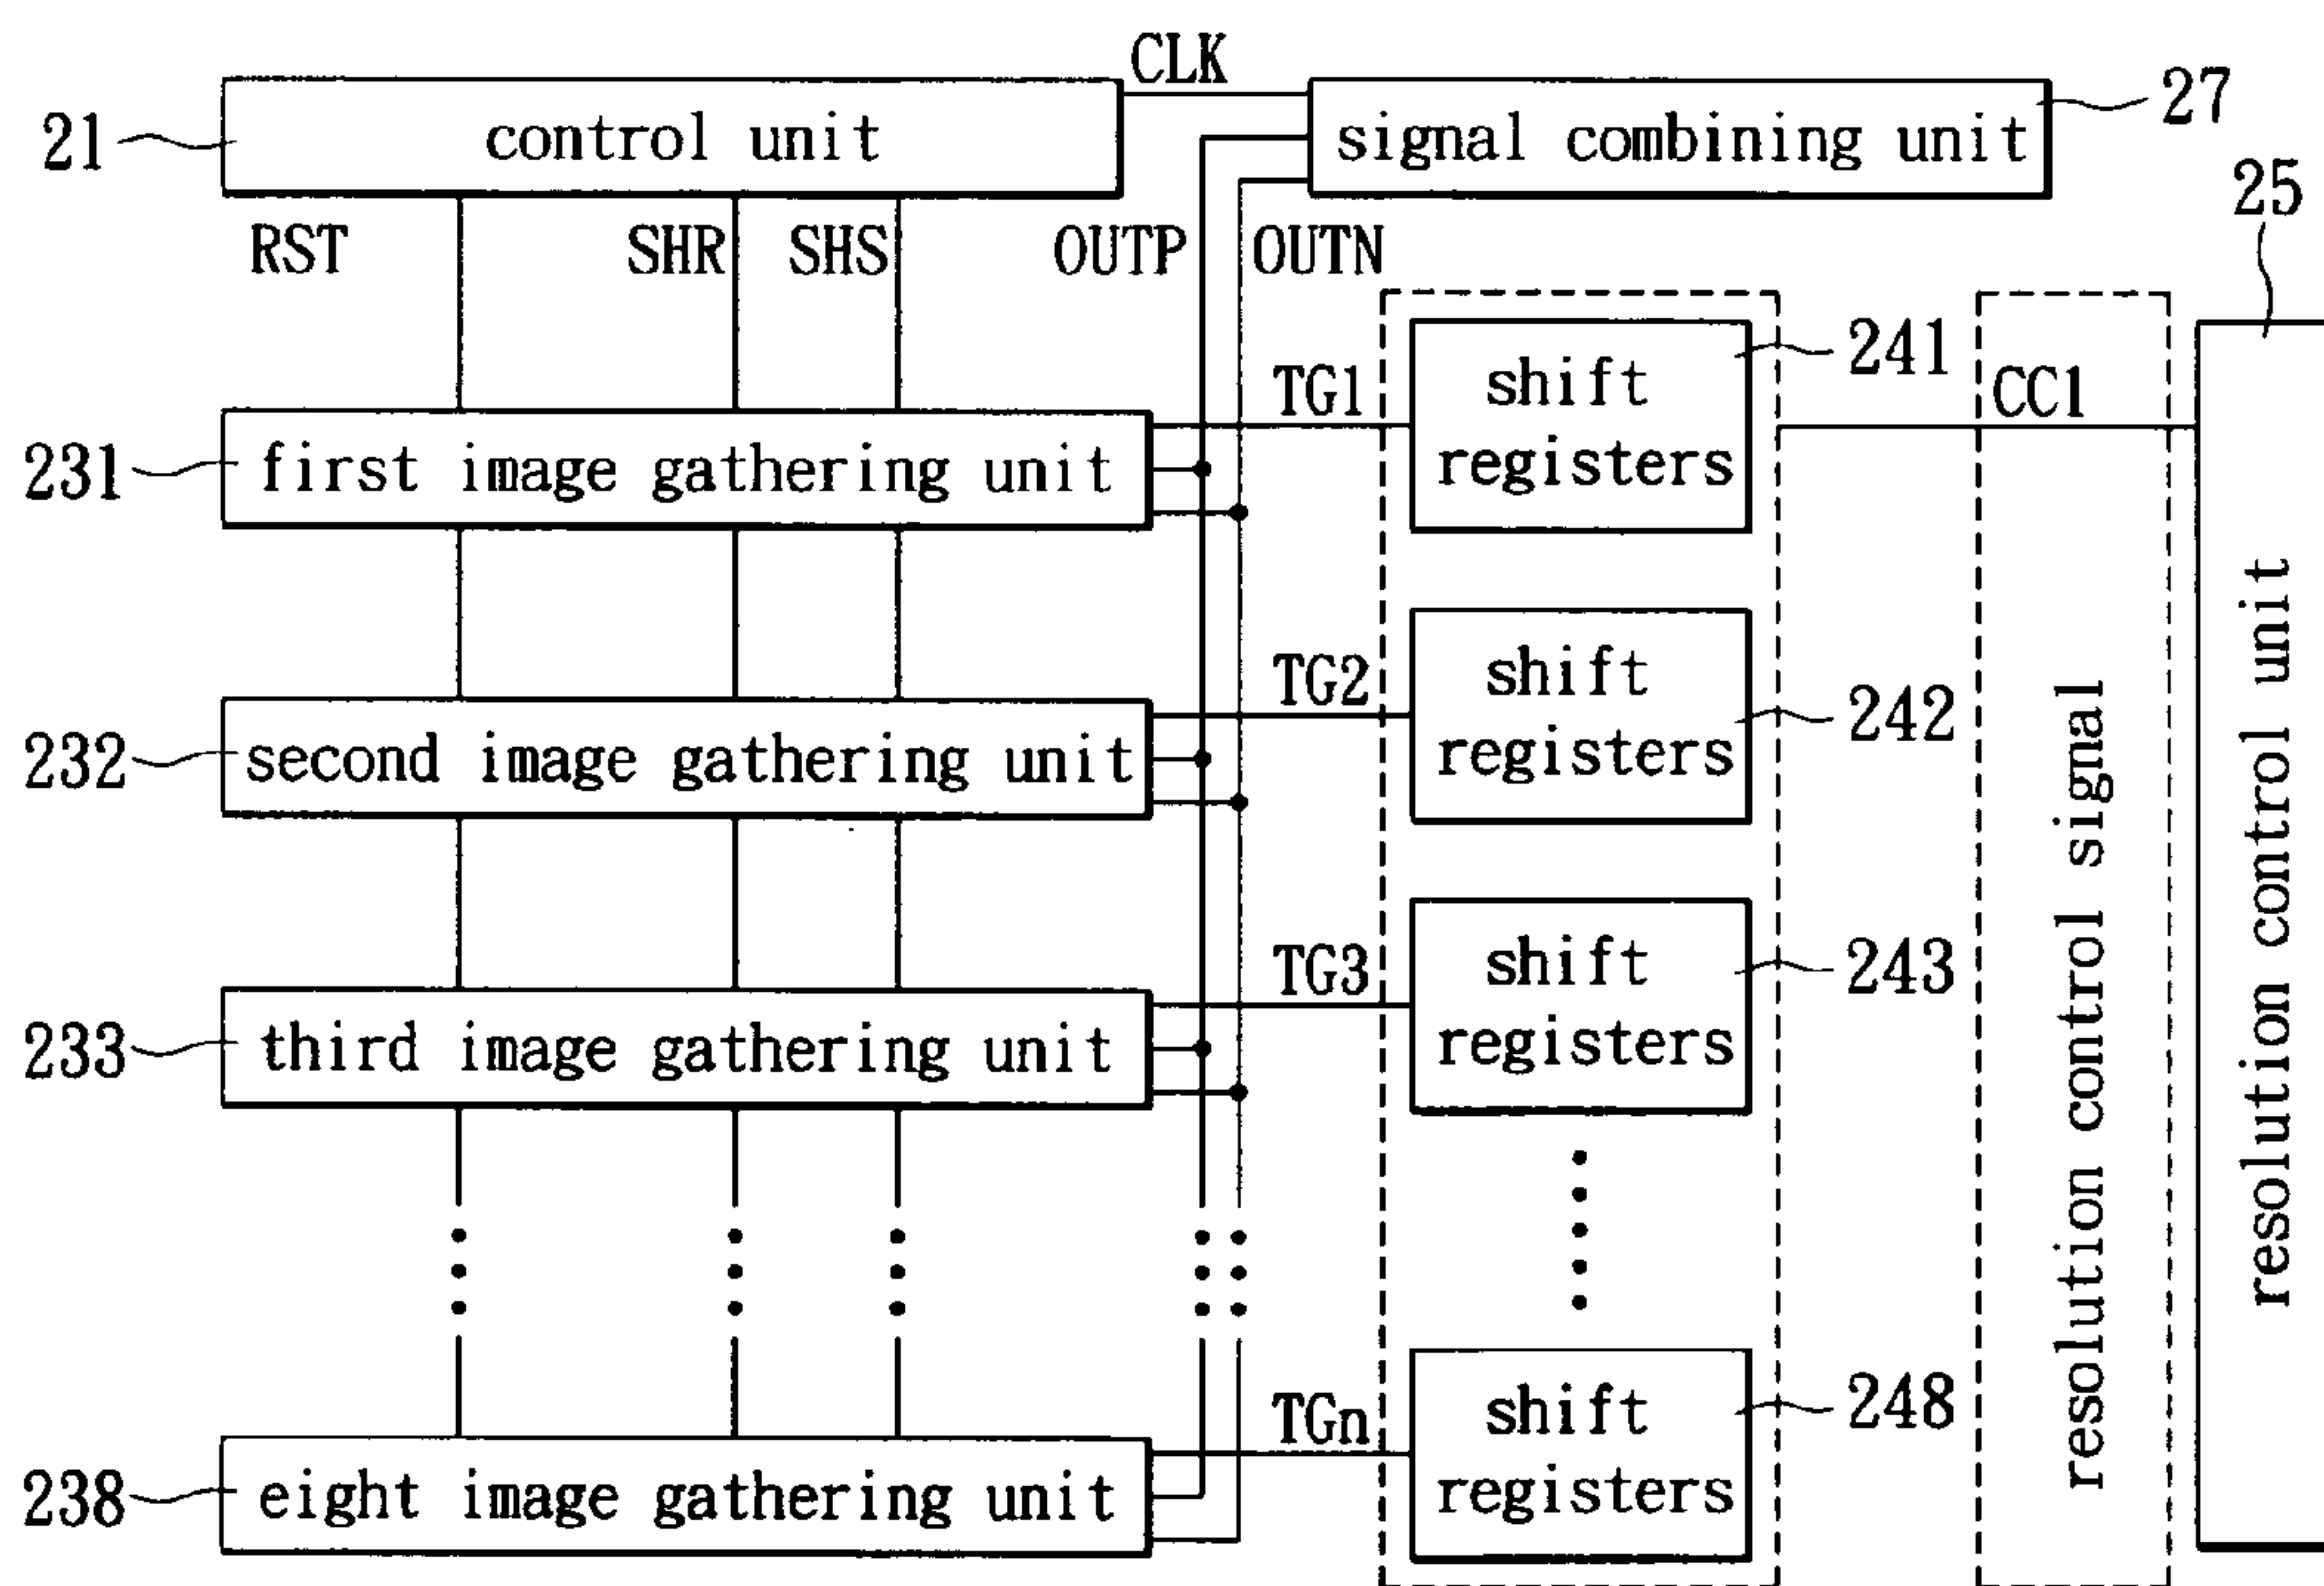 CLK
21
control unit
signal combining unit
27
25
RST
SHR
SHS
OUTP
OUTN
TG1
shift
registers
241
CC1
231
first image gathering unit
TG2
shift
registers
242
232
second image gathering unit
TG3
shift
registers
243
233
third image gathering unit
resolution control signal
resolution control unit
TGn
shift
registers
248
238
eight image gathering unit